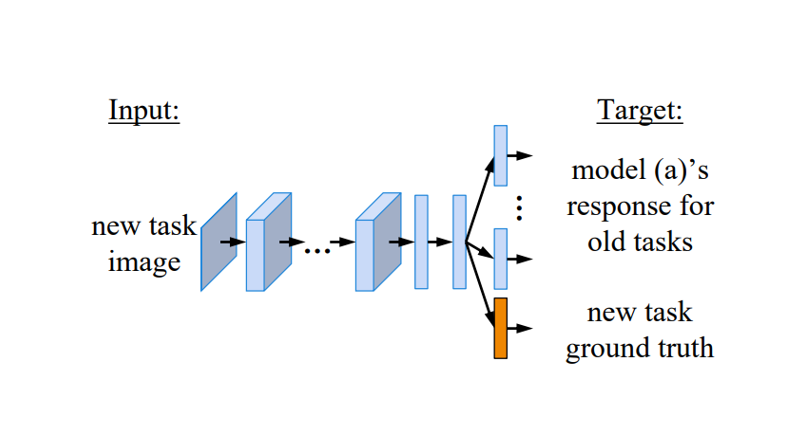 Input:
Target:
new task
image
model (a)'s
response for
old tasks
new task
ground truth